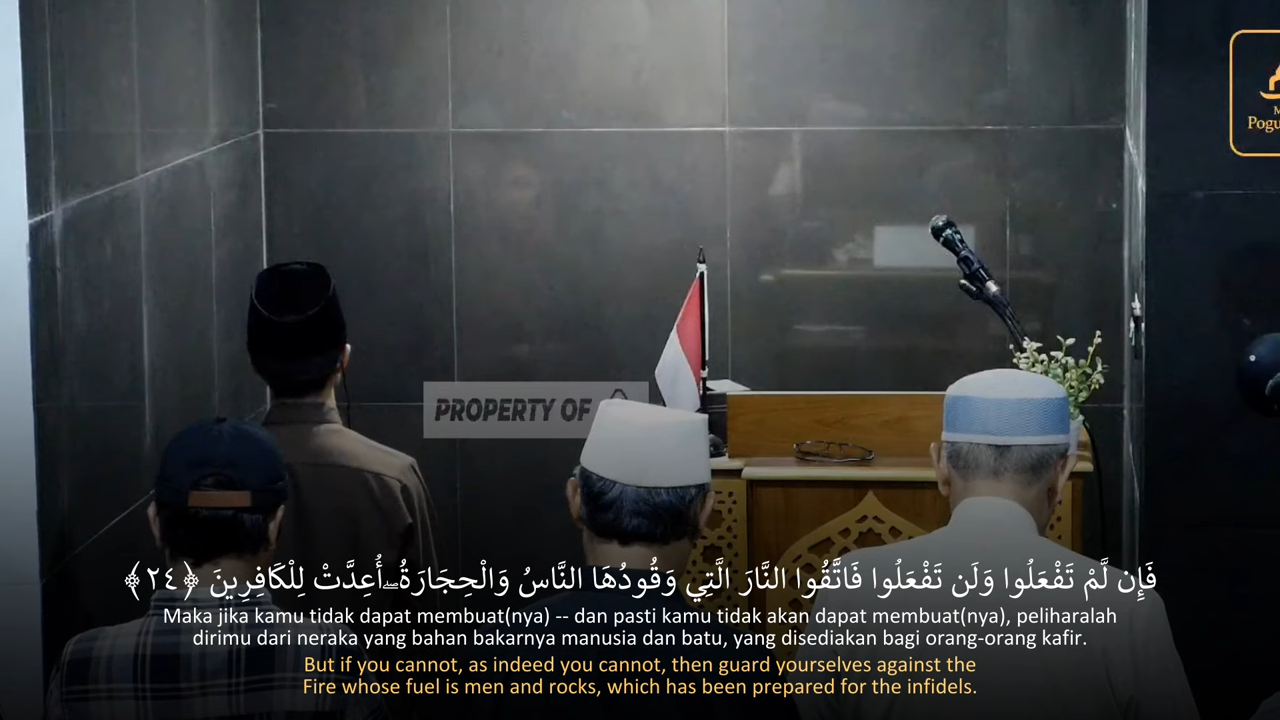 PROPERTY OF
فَإِن لَّمْ تَفْعَلُوا وَلَن تَفْعَلُوا فَاتَّقُوا النَّارَ الَّتِي وَقُودُهَا النَّاسُ وَالْحِجَارَةُ ۖ أُعِدَّتْ لِلْكَافِرِينَ ﴿٢٤﴾
Maka jika kamu tidak dapat membuat(nya) -- dan pasti kamu tidak akan dapat membuat(nya), peliharalah
dirimu dari neraka yang bahan bakarnya manusia dan batu, yang disediakan bagi orang-orang kafir.
But if you cannot, as indeed you cannot, then guard yourselves against the
Fire whose fuel is men and rocks, which has been prepared for the infidels.